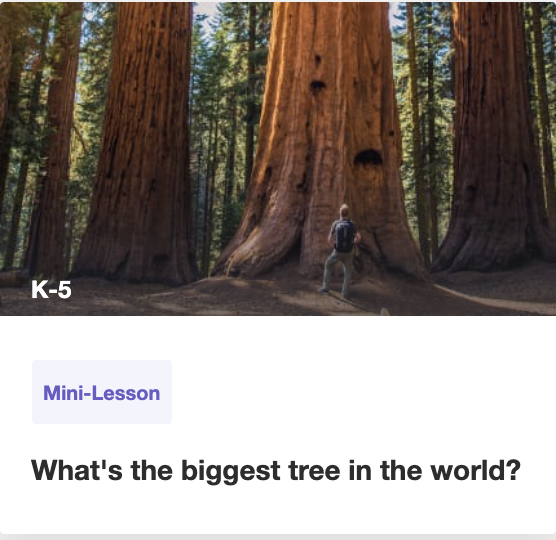 K-5
Mini-Lesson
What's the biggest tree in the world?